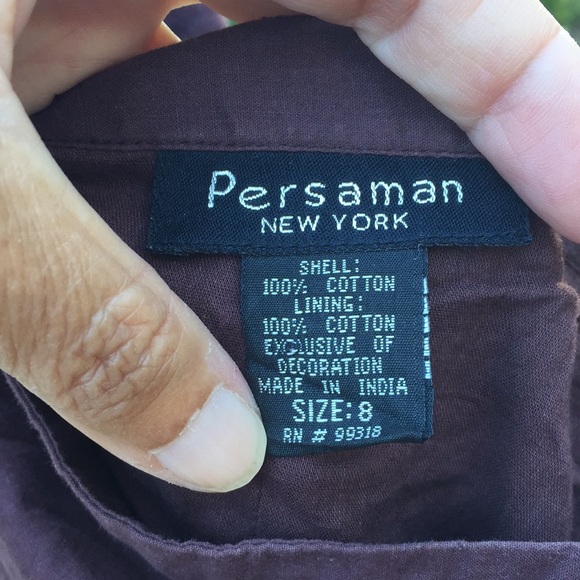 Persaman
NEW YORK
SHELL:
100% COTTON
LINING:
100% COTTON
EXCLUSIVE OF
DECORATION
MADE IN INDIA
SIZE: 8
RN # 99318